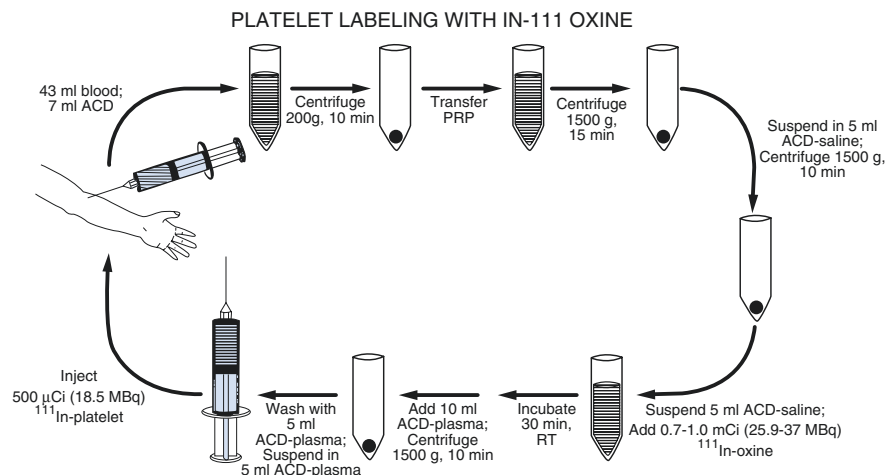 PLATELET LABELING WITH IN-111 OXINE
43 ml blood;
7 ml ACD
Centrifuge
200g, 10 min
Transfer
PRP
Centrifuge
1500 g,
15 min
Suspend in 5 ml
ACD-saline;
Centrifuge 1500 g,
10 min
Suspend 5 ml ACD-saline;
Add 0.7-1.0 mCi (25.9-37 MBq)
¹¹¹In-oxine
Incubate
30 min,
RT
Add 10 ml
ACD-plasma;
Centrifuge
1500 g, 10 min
Wash with
5 ml
ACD-plasma;
Suspend in
5 ml ACD-plasma
Inject
500 µCi (18.5 MBq)
¹¹¹In-platelet